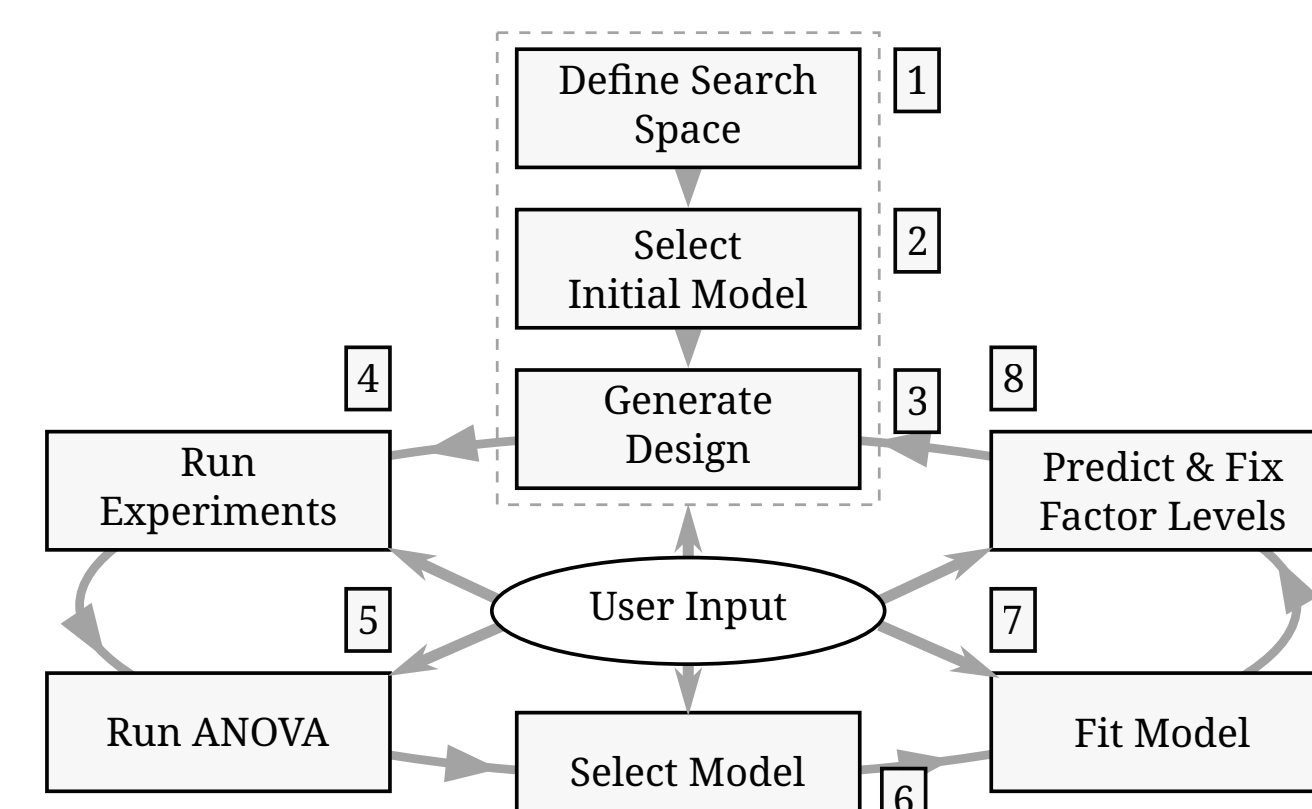 Define Search
Space
1
Select
Initial Model
2
Generate
Design
3
4
Run
Experiments
8
Predict & Fix
Factor Levels
User Input
5
Run ANOVA
Select Model
6
7
Fit Model